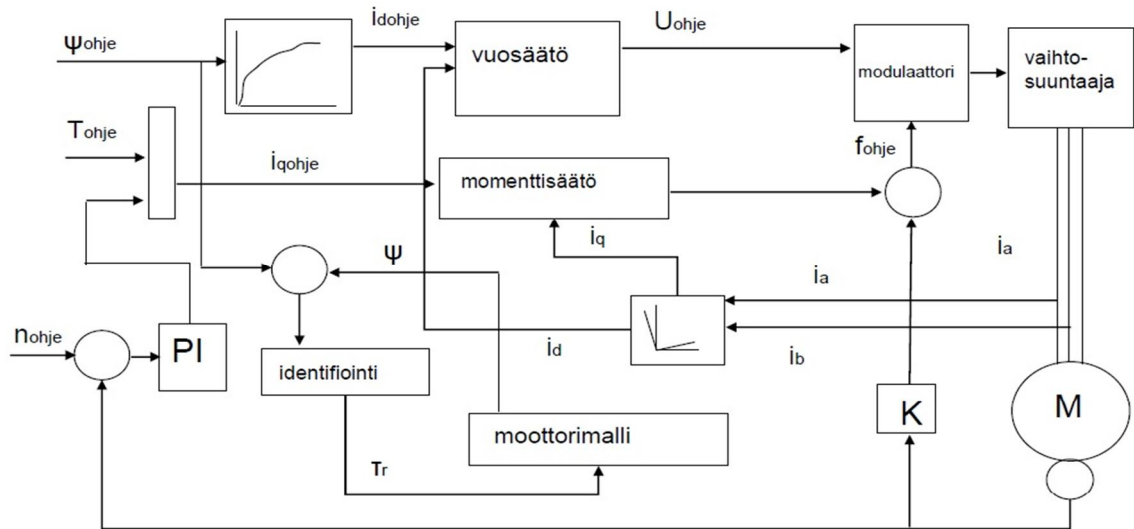 Ψohje
idohje
vuosäätö
Uohje
modulaattori
vaihto-
suuntaaja
Tohje
iqohje
momenttisäätö
fohje
iq
ia
ia
Ψ
nohje
PI
identifiointi
id
ib
K
M
moottorimalli
τr